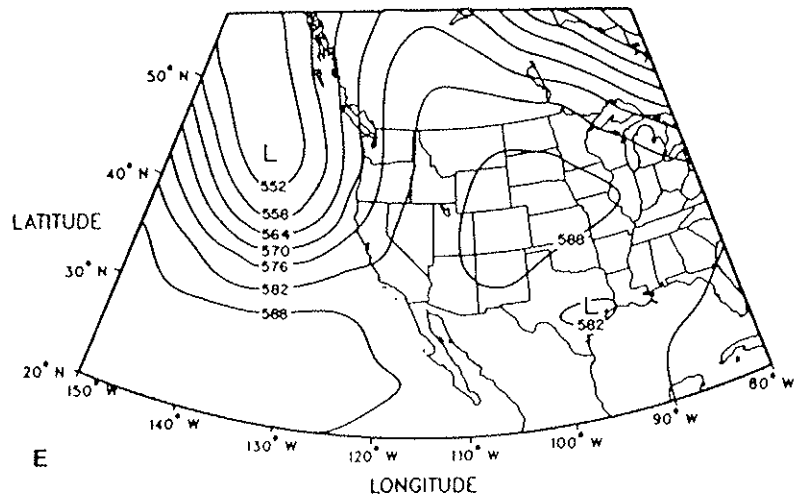 50° N
40° N
L
552
LATITUDE
558
564
570
588
30° N
576
582
588
L
582
20° N
150° W
80° W
140° W
90° W
130° W
120° W
110° W
100° W
E
LONGITUDE